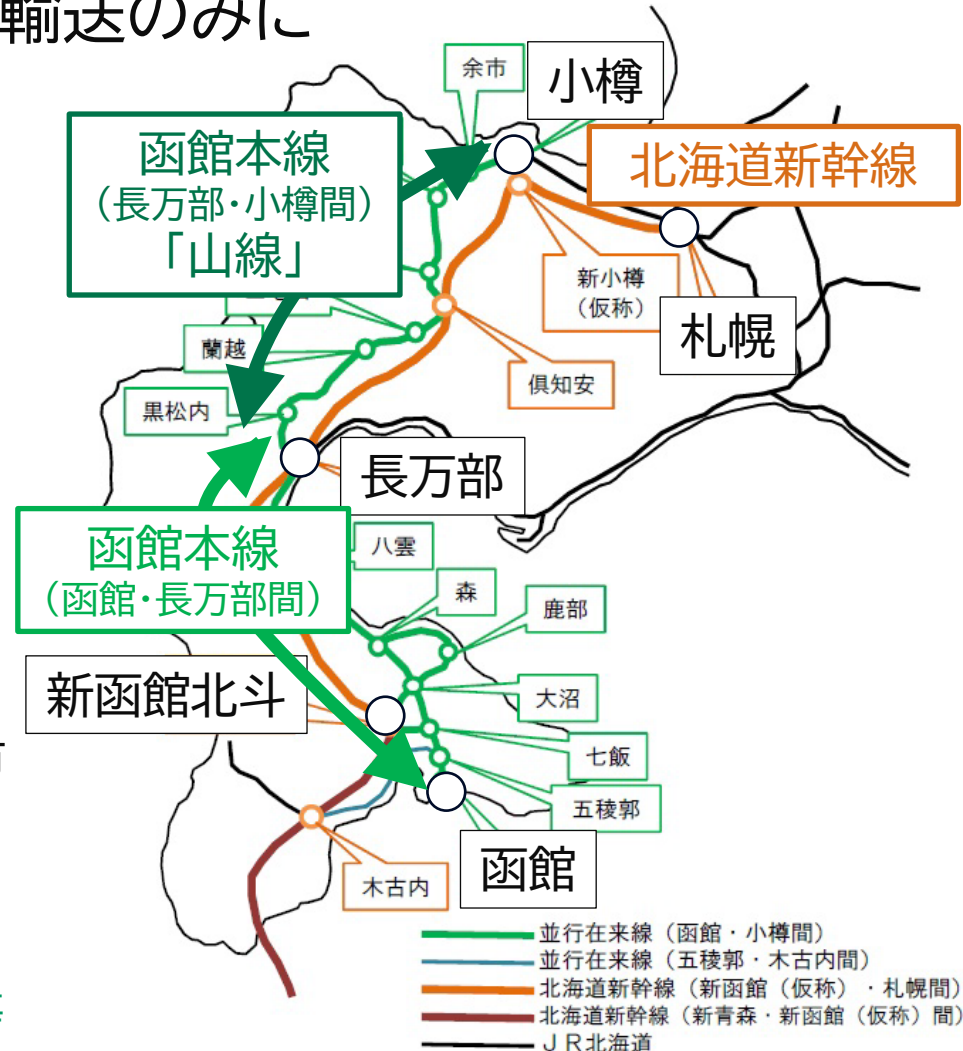 輸送のみに
余市
小樽
函館本線
（長万部・小樽間）
「山線」
北海道新幹線
新小樽
（仮称）
札幌
蘭越
倶知安
黒松内
長万部
函館本線
（函館・長万部間）
八雲
森
鹿部
新函館北斗
大沼
七飯
五稜郭
函館
木古内
並行在来線（函館・小樽間）
並行在来線（五稜郭・木古内間）
北海道新幹線（新函館（仮称）・札幌間）
北海道新幹線（新青森・新函館（仮称）間）
ＪＲ北海道